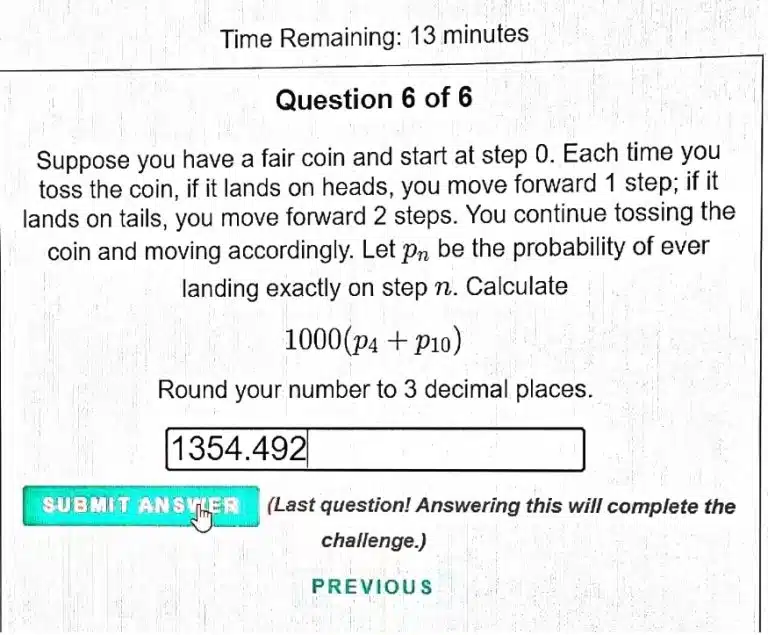 Time Remaining: 13 minutes
Question 6 of 6
Suppose you have a fair coin and start at step 0. Each time you
toss the coin, if it lands on heads, you move forward 1 step; if it
lands on tails, you move forward 2 steps. You continue tossing the
coin and moving accordingly. Let pₙ be the probability of ever
landing exactly on step n. Calculate
1000(p₄ + p₁₀)
Round your number to 3 decimal places.
1354.492
SUBMIT ANSWER (Last question! Answering this will complete the
challenge.)
PREVIOUS